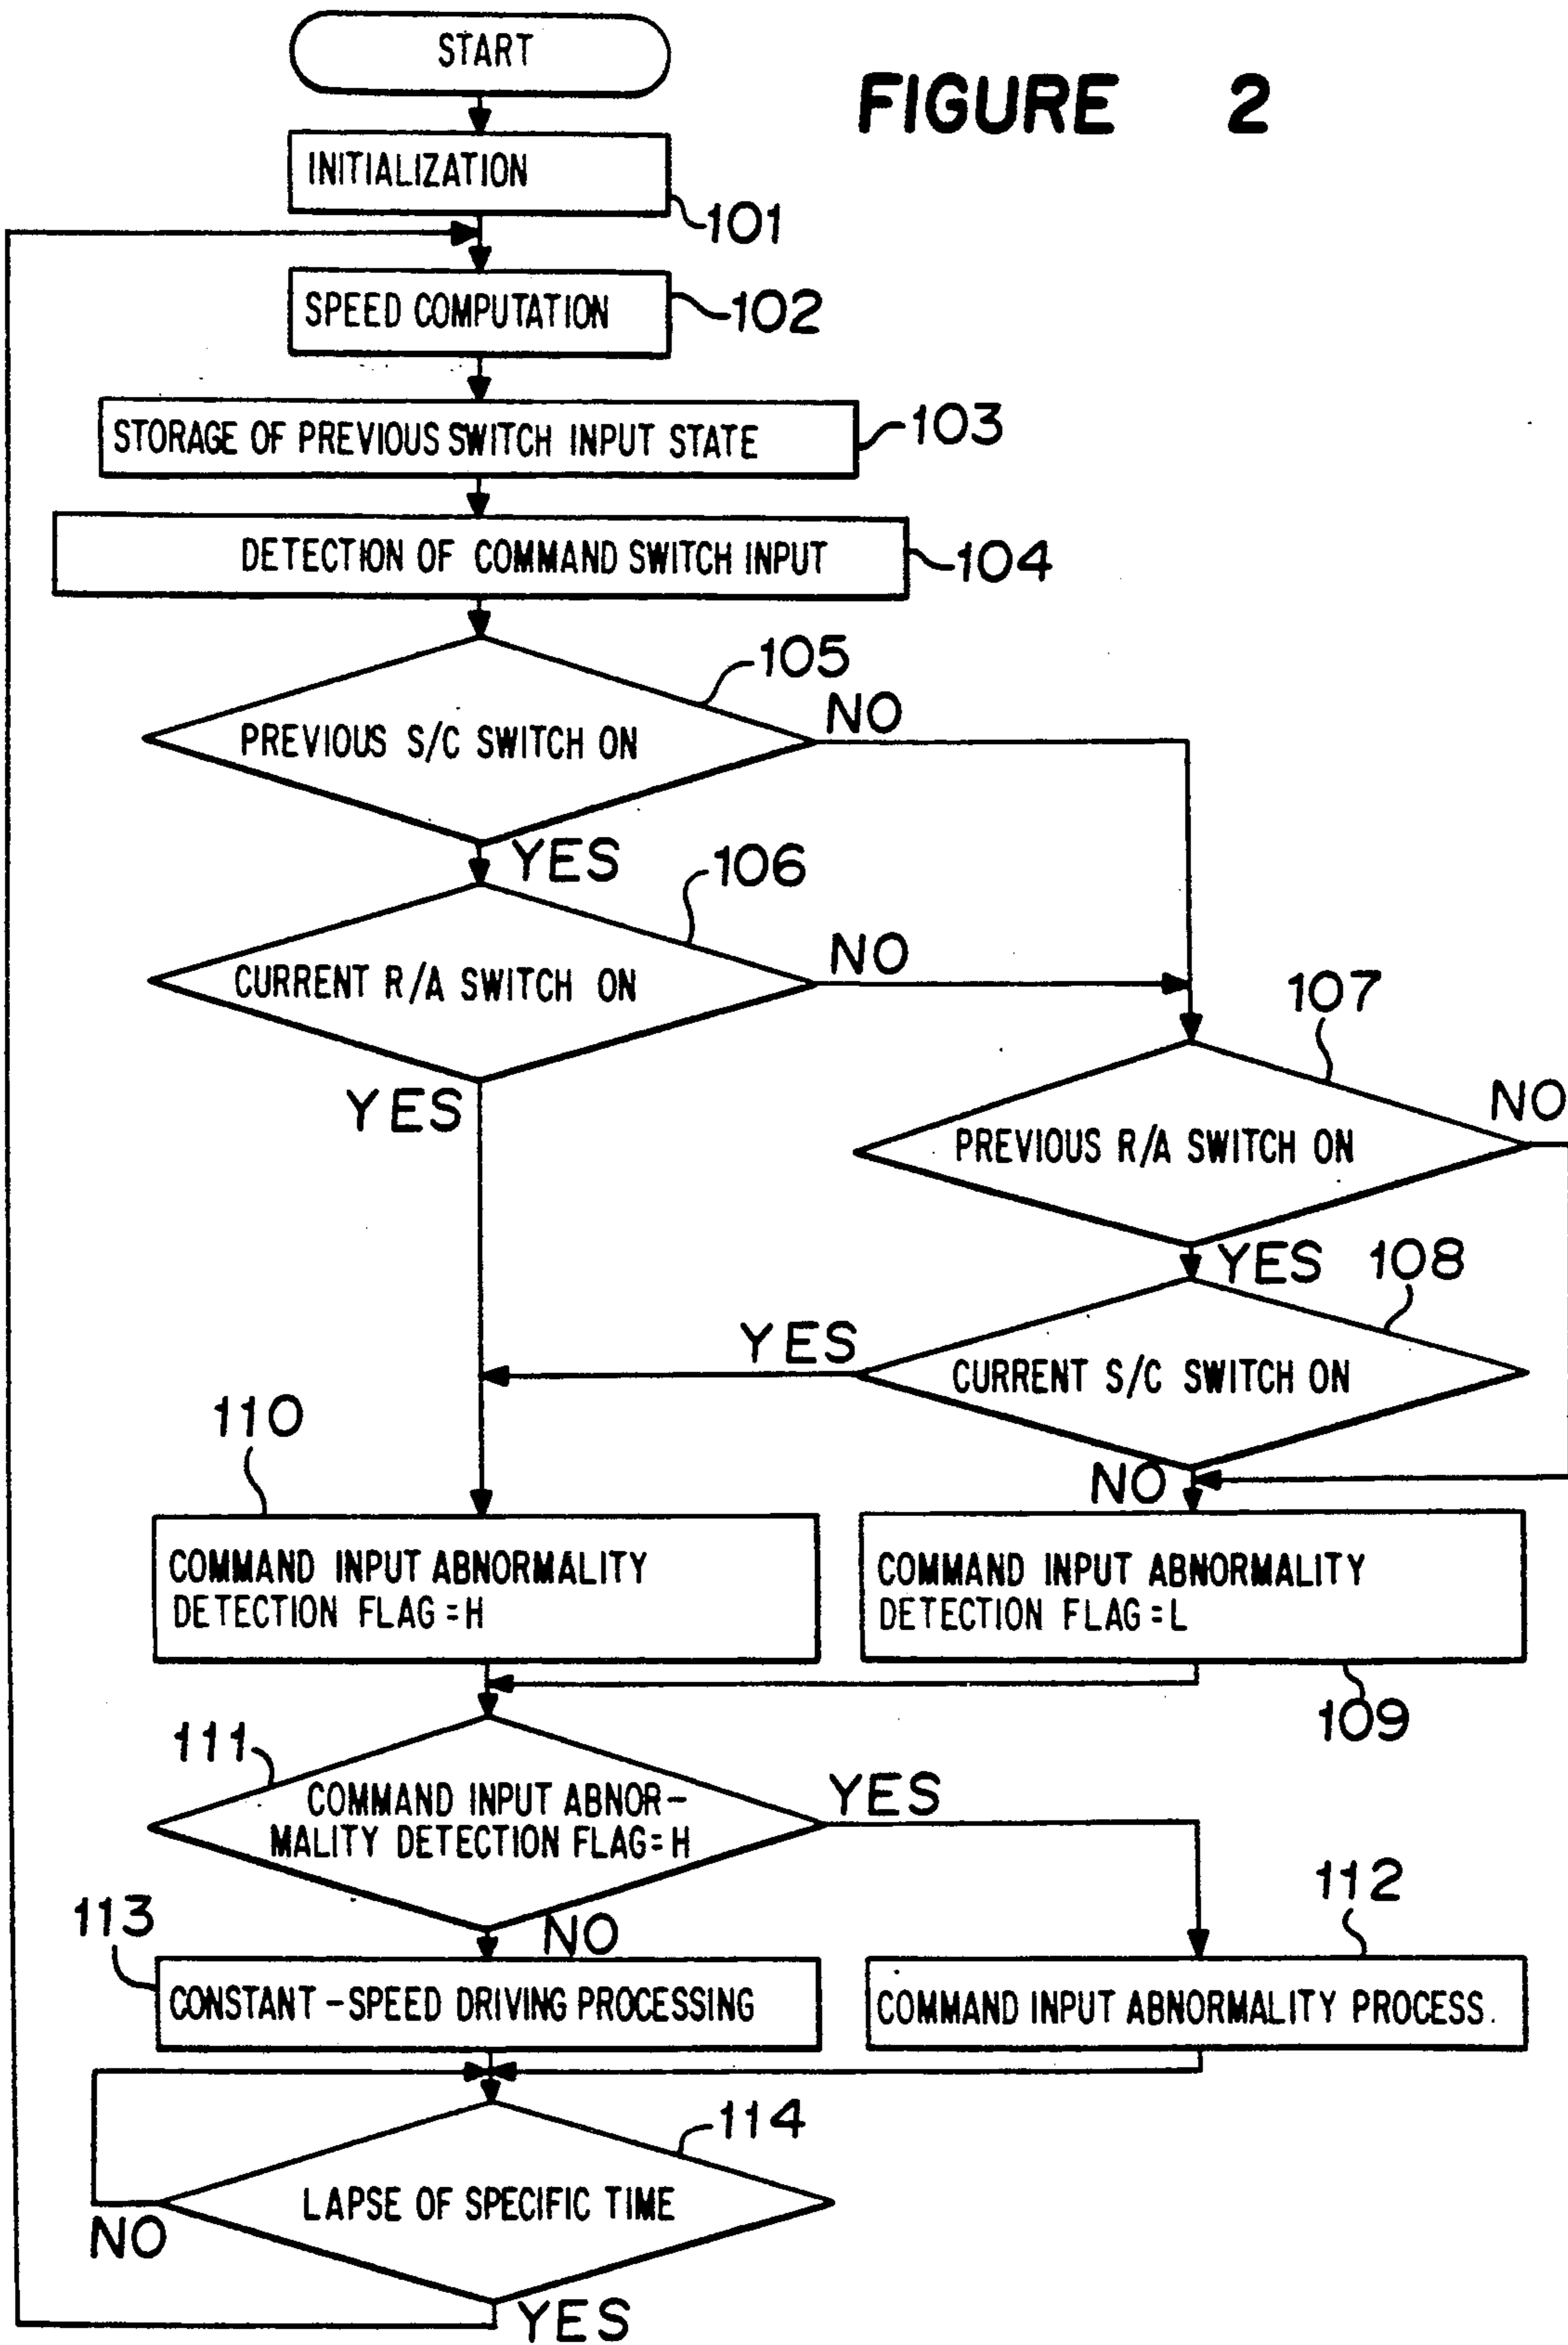 START
FIGURE 2
INITIALIZATION
101
SPEED COMPUTATION
102
STORAGE OF PREVIOUS SWITCH INPUT STATE
103
DETECTION OF COMMAND SWITCH INPUT
104
105
PREVIOUS S/C SWITCH ON
NO
YES
106
CURRENT R/A SWITCH ON
NO
YES
107
PREVIOUS R/A SWITCH ON
NO
YES
108
CURRENT S/C SWITCH ON
YES
NO
110
COMMAND INPUT ABNORMALITY
DETECTION FLAG = H
COMMAND INPUT ABNORMALITY
DETECTION FLAG = L
109
111
COMMAND INPUT ABNOR-
MALITY DETECTION FLAG = H
YES
NO
112
113
CONSTANT-SPEED DRIVING PROCESSING
COMMAND INPUT ABNORMALITY PROCESS.
114
LAPSE OF SPECIFIC TIME
NO
YES